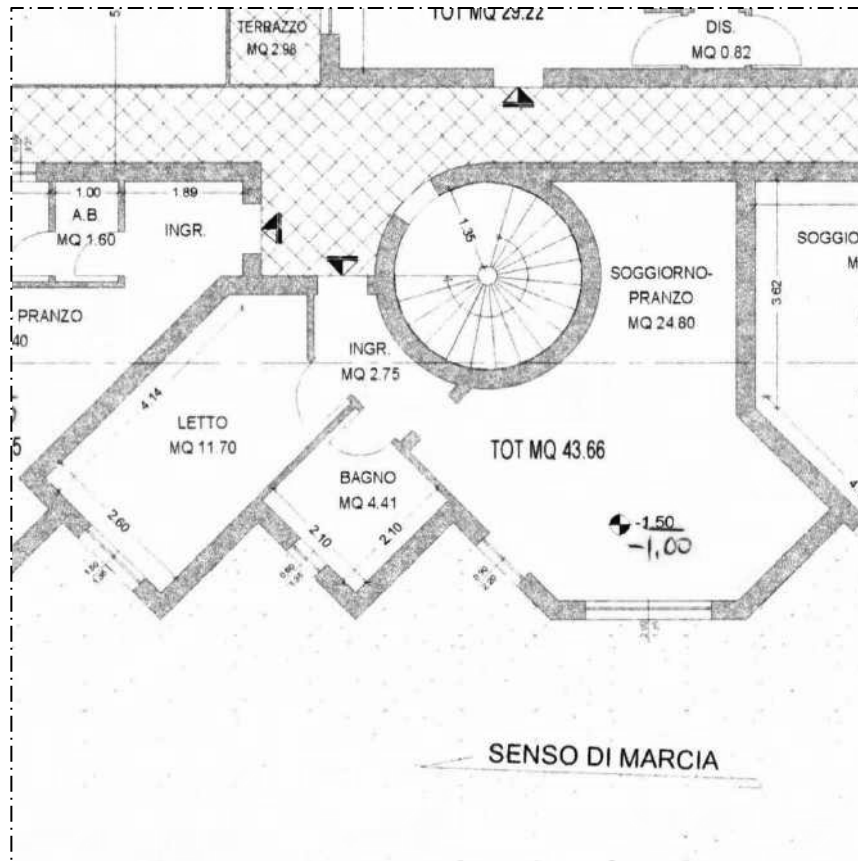 TOT MQ 29.22
TERRAZZO
MQ 2.98
DIS.
MQ 0.82
1.00
1.89
A.B
MQ 1.60
INGR.
1.35
SOGGIORNO-
PRANZO
MQ 24.80
SOGGIO
M
3.62
PRANZO
40
INGR.
MQ 2.75
4.14
LETTO
MQ 11.70
5
TOT MQ 43.66
BAGNO
MQ 4.41
2.60
2.10
2.10
4
-1.50
-1,00
SENSO DI MARCIA